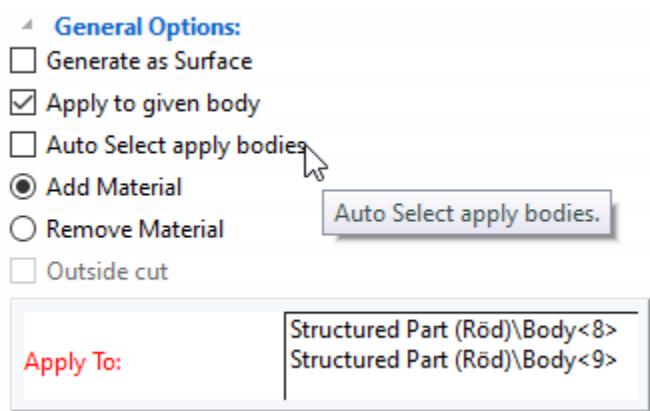 General Options:
Generate as Surface
Apply to given body
Auto Select apply bodies
Add Material
Auto Select apply bodies.
Remove Material
Outside cut
Apply To:
Structured Part (Röd)\Body<8>
Structured Part (Röd)\Body<9>